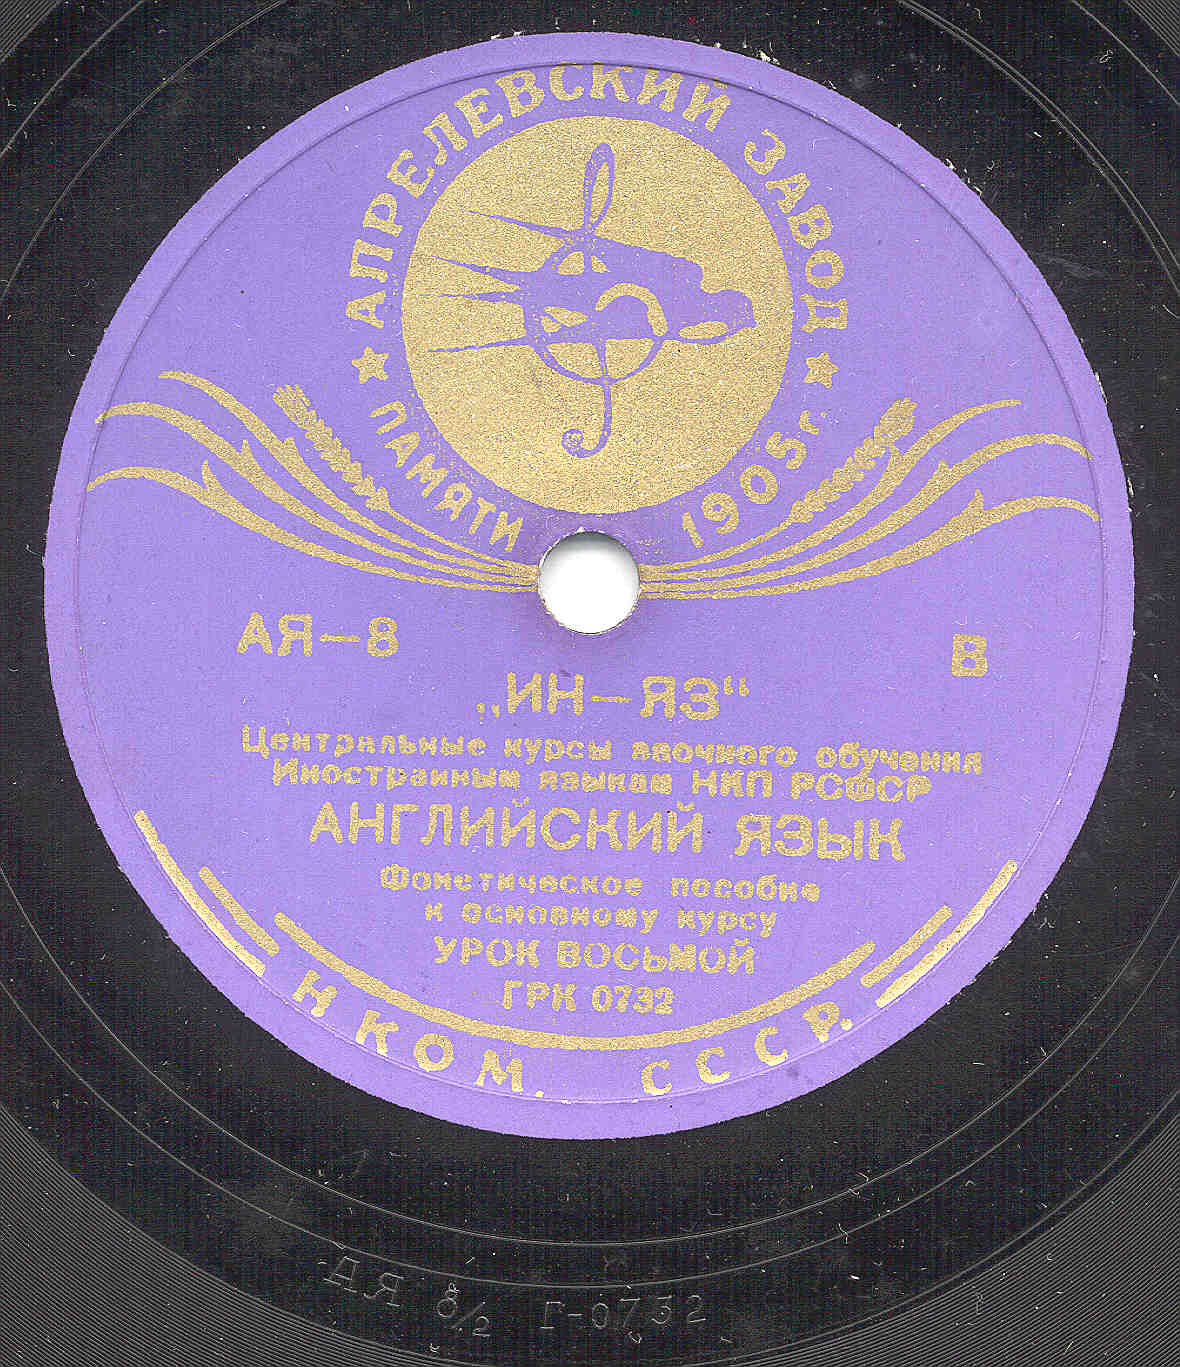 АПРЕЛЕВСКИЙ ЗАВОД
ПАМЯТИ 1905 г.
АЯ—8
В
„ИН—ЯЗ“
Центральные курсы заочного обучения
Иностранным языкам НКП РСФСР
АНГЛИЙСКИЙ ЯЗЫК
Фонетическое пособие
к основному курсу
УРОК ВОСЬМОЙ
ГРК 0732
НКОМ. СССР.
АЯ 8/2 Г-0732